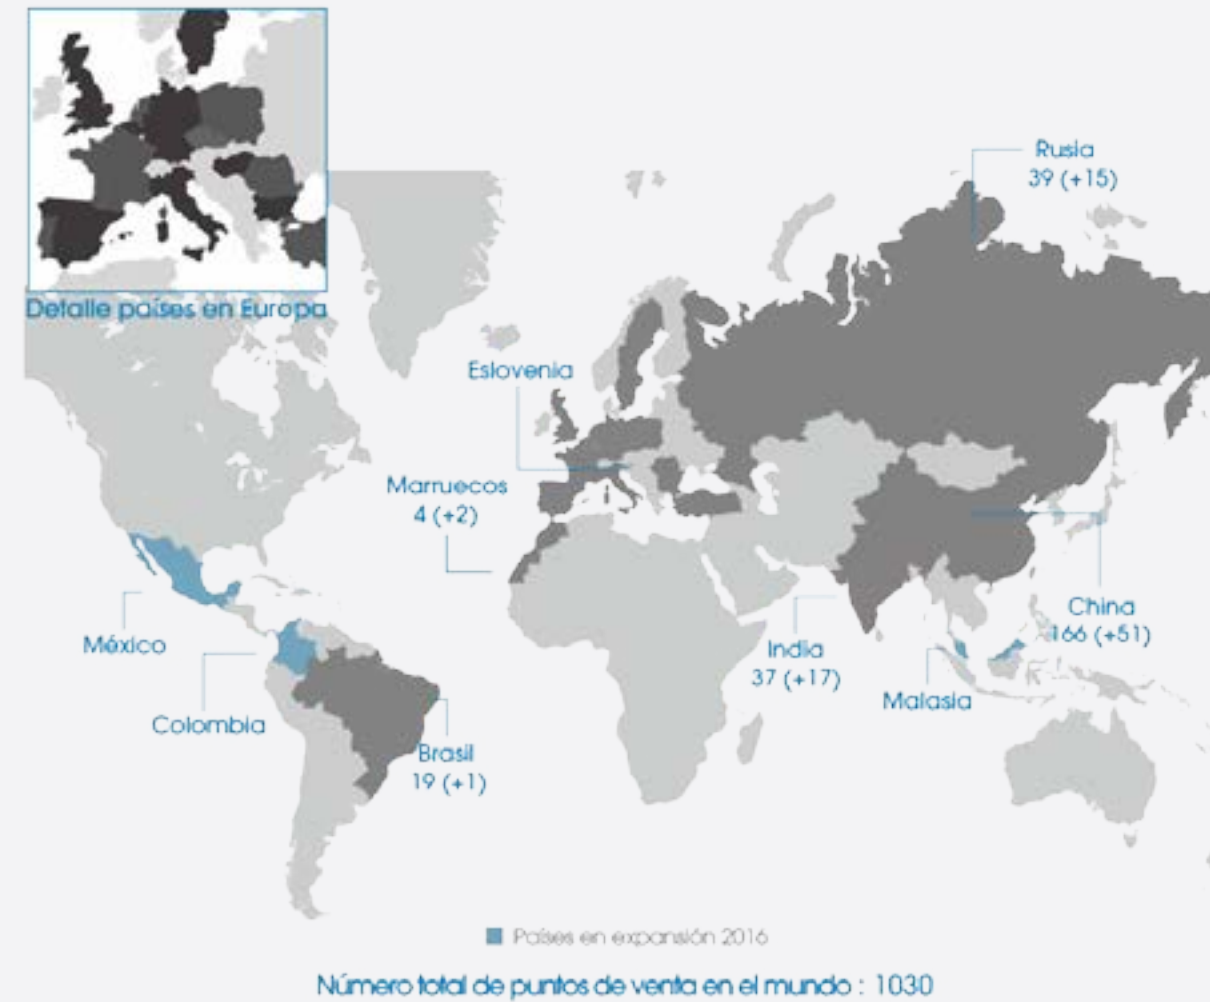 Detalle países en Europa
Rusia
39 (+15)
Eslovenia
Marruecos
4 (+2)
México
Colombia
Brasil
19 (+1)
India
37 (+17)
China
166 (+51)
Malasia
Países en expansión 2016
Número total de puntos de venta en el mundo : 1030